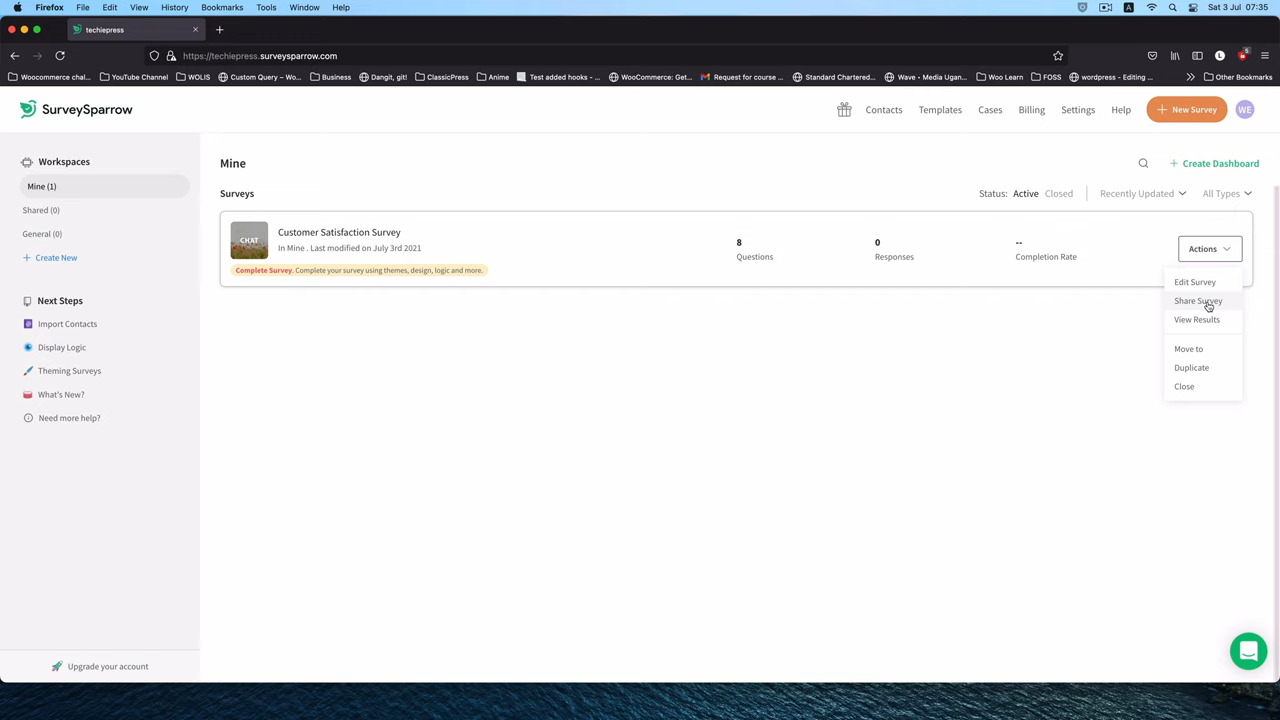 Firefox File Edit View History Bookmarks Tools Window Help
A
Sat 3 Jul 07:35
techiepress
https://techiepress.surveysparrow.com
L
Woocommerce chal...
YouTube Channel
WOLIS
Custom Query – Wo...
Business
Dangit, git!
ClassicPress
Anime
Test added hooks - ...
WooCommerce: Get...
Request for course ...
Standard Chartered...
Wave • Media Ugan...
Woo Learn
FOSS
wordpress - Editing ...
Other Bookmarks
SurveySparrow
Contacts
Templates
Cases
Billing
Settings
Help
New Survey
WE
Workspaces
Mine (1)
Shared (0)
General (0)
+ Create New
Next Steps
Import Contacts
Display Logic
Theming Surveys
What's New?
Need more help?
Upgrade your account
Mine
+ Create Dashboard
Surveys
Status: Active Closed
Recently Updated
All Types
CHAT
Customer Satisfaction Survey
In Mine . Last modified on July 3rd 2021
Complete Survey. Complete your survey using themes, design, logic and more.
8
Questions
0
Responses
--
Completion Rate
Actions
Edit Survey
Share Survey
View Results
Move to
Duplicate
Close